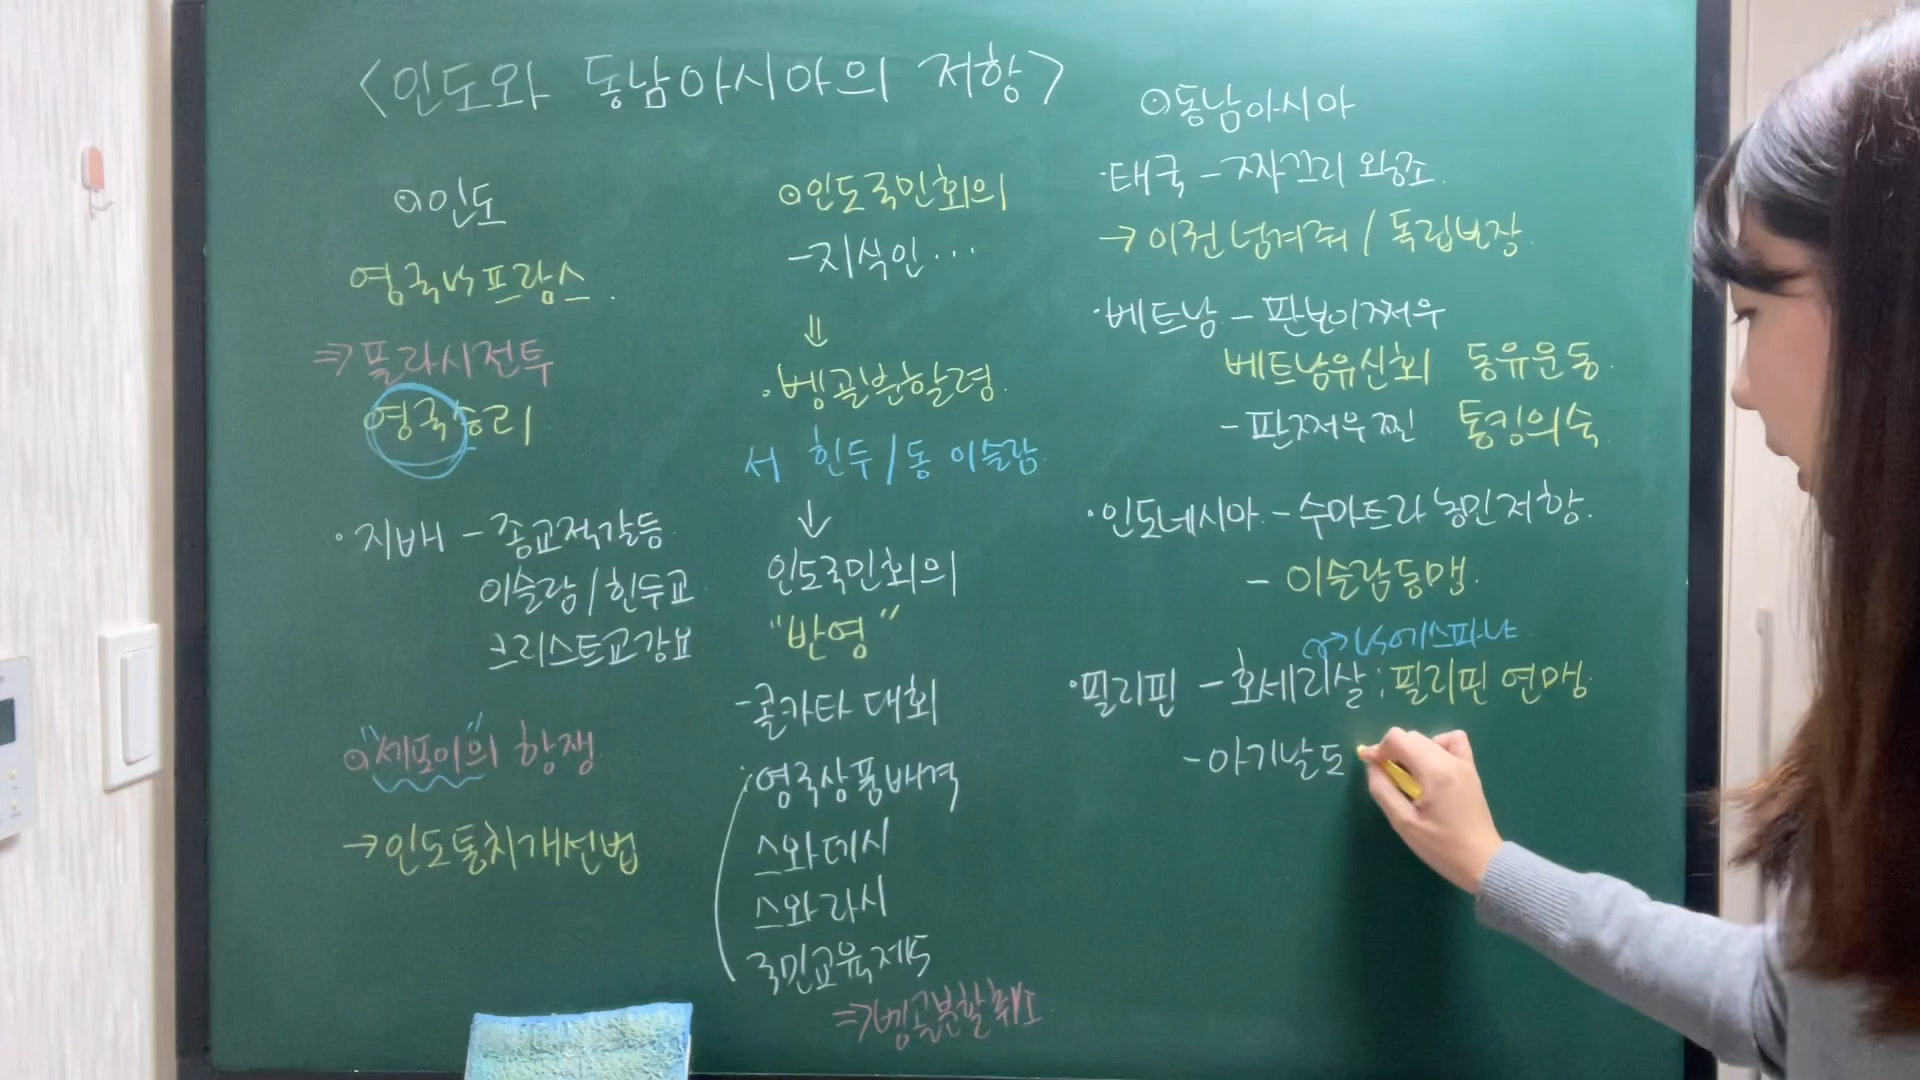 <인도와 동남아시아의 저항>
⊙인도
영국 vs 프랑스.
⇒플라시전투
영국승리.
·지배 - 종교적갈등.
이슬람/힌두교
크리스트교강요
⊙"세포이"의 항쟁.
→인도통치개선법
⊙인도국민회의
-지식인...
⇓
·벵골분할령.
서 힌두/동 이슬람.
↓
인도국민회의
"반영"
-콜카타 대회
·영국상품배격
스와데시
스와라시
국민교육제도
⇒벵골분할취소
⊙동남아시아
·태국 - 짜끄리 왕조.
→이권넘겨줘/독립보장.
·베트남 - 판보이쩌우
베트남유신회 동유운동.
-판쩌우찐 통킹의숙
·인도네시아. - 수마트라 농민저항.
- 이슬람동맹.
→vs에스파냐
·필리핀 - 호세리살 ; 필리핀 연맹.
-아기날도